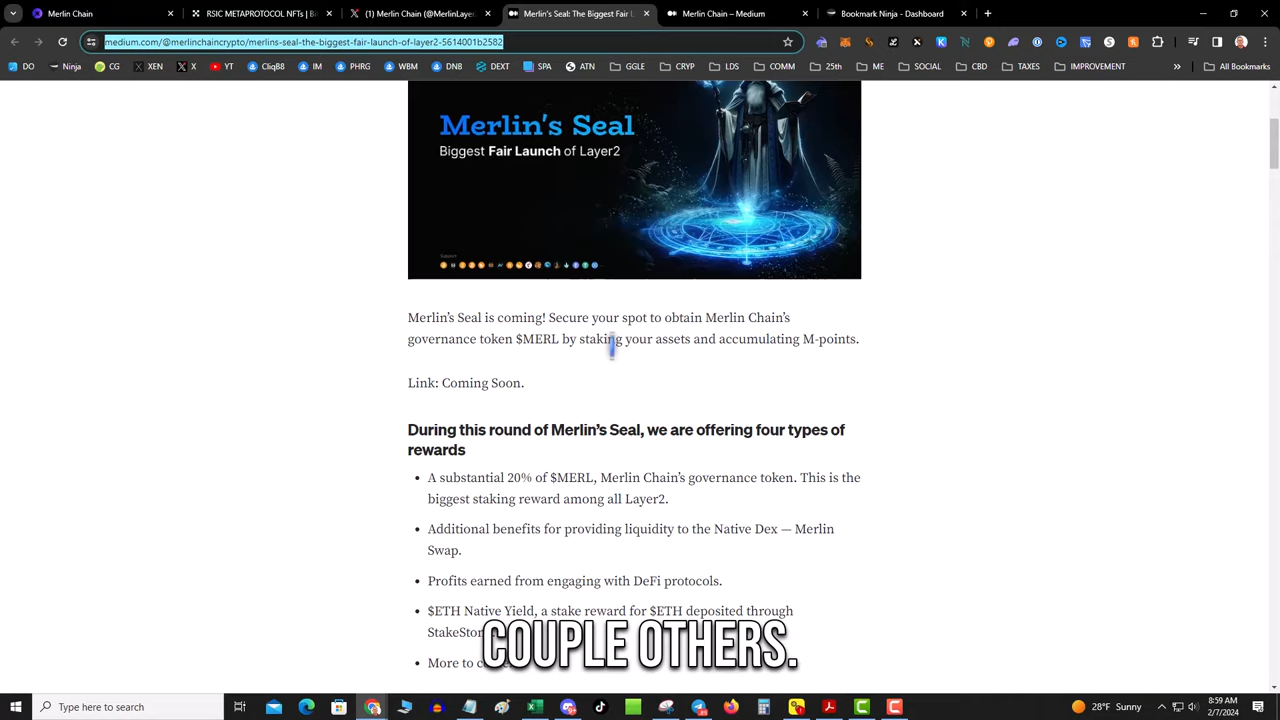 Merlin Chain
RSIC METAPROTOCOL NFTs | B
(1) Merlin Chain (@MerlinLayer
Merlin's Seal: The Biggest Fair L
Merlin Chain – Medium
Bookmark Ninja - Dashboard
medium.com/@merlinchaincrypto/merlins-seal-the-biggest-fair-launch-of-layer2-5614001b2582
DO
Ninja
CG
XEN
X
YT
CliqB8
IM
PHRG
WBM
DNB
DEXT
SPA
ATN
GGLE
CRYP
LDS
COMM
25th
ME
SOCIAL
CBD
TAXES
IMPROVEMENT
All Bookmarks
Merlin's Seal
Biggest Fair Launch of Layer2
Merlin's Seal is coming! Secure your spot to obtain Merlin Chain's
governance token $MERL by staking your assets and accumulating M-points.
Link: Coming Soon.
During this round of Merlin's Seal, we are offering four types of
rewards
A substantial 20% of $MERL, Merlin Chain's governance token. This is the
biggest staking reward among all Layer2.
Additional benefits for providing liquidity to the Native Dex — Merlin
Swap.
Profits earned from engaging with DeFi protocols.
$ETH Native Yield, a stake reward for $ETH deposited through
StakeSto
COUPLE OTHERS.
More to c
Type here to search
28°F Sunny
8:59 AM
2/7/2024